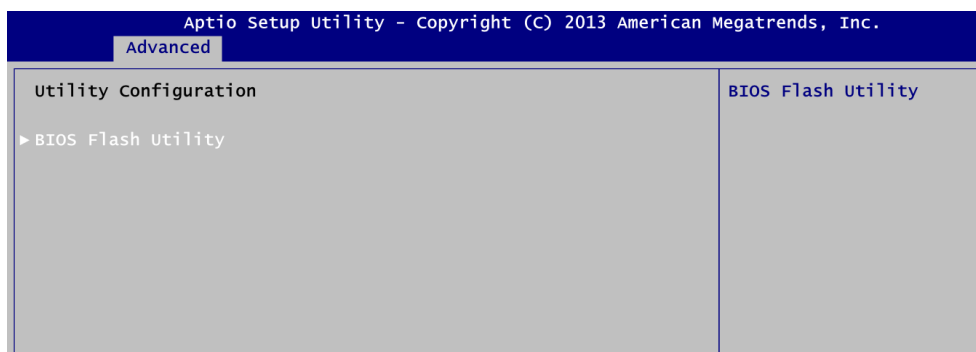 Aptio Setup Utility - Copyright (C) 2013 American Megatrends, Inc.
Advanced
Utility Configuration
BIOS Flash Utility
▶ BIOS Flash Utility